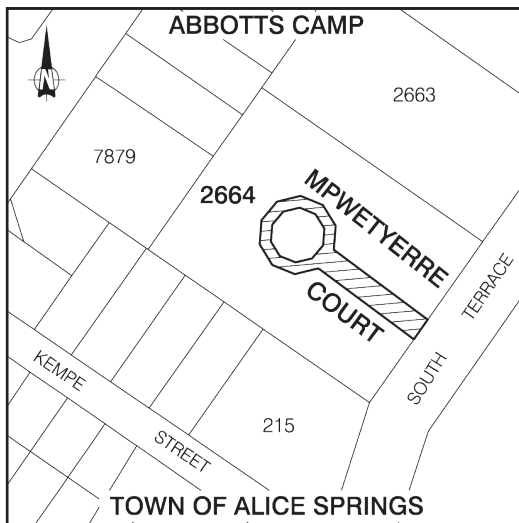 ABBOTTS CAMP
N
2663
7879
2664
MPWETYERRE
COURT
SOUTH TERRACE
KEMPE STREET
215
TOWN OF ALICE SPRINGS